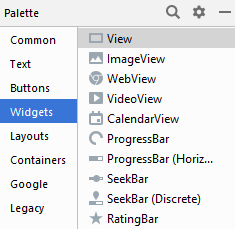 Palette
Common
Text
Buttons
Widgets
Layouts
Containers
Google
Legacy
View
ImageView
WebView
VideoView
CalendarView
ProgressBar
ProgressBar (Horiz...
SeekBar
SeekBar (Discrete)
RatingBar